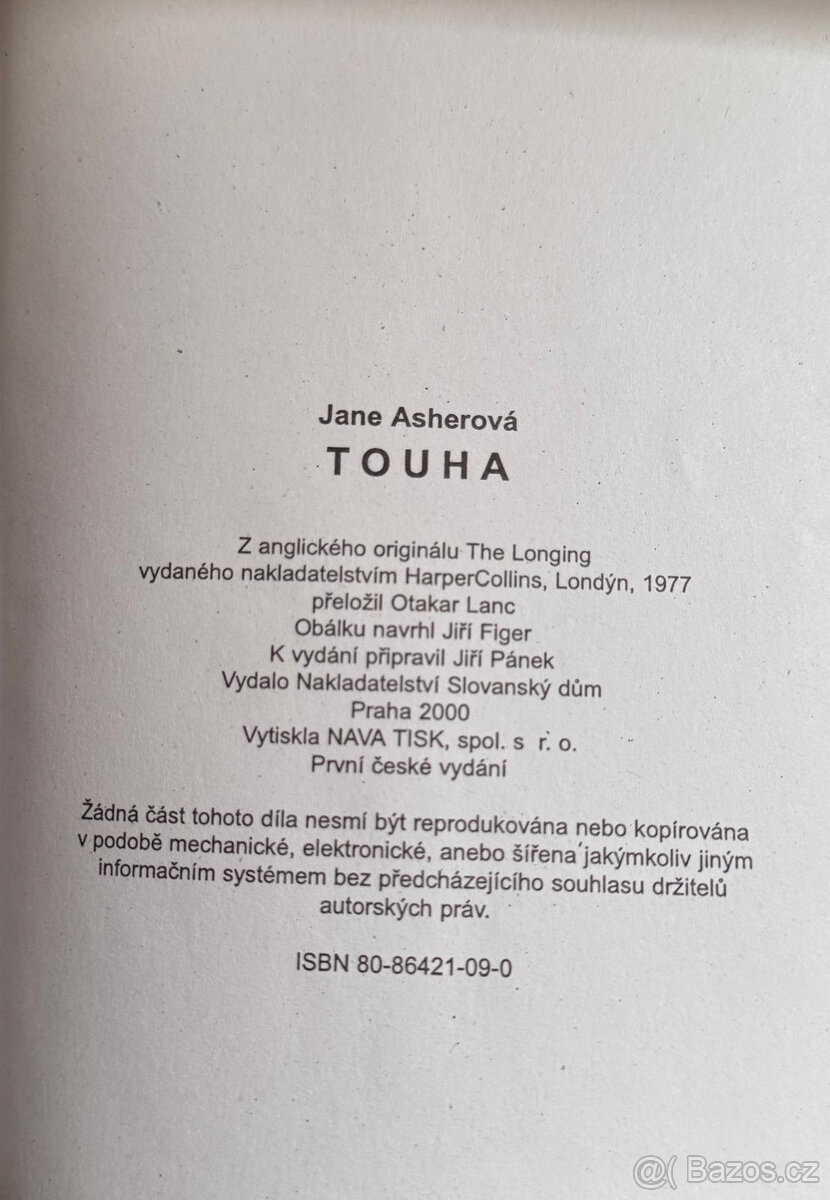 Jane Asherová
TOUHA
Z anglického originálu The Longing
vydaného nakladatelstvím HarperCollins, Londýn, 1977
přeložil Otakar Lanc
Obálku navrhl Jiří Figer
K vydání připravil Jiří Pánek
Vydalo Nakladatelství Slovanský dům
Praha 2000
Vytiskla NAVA TISK, spol. s r. o.
První české vydání
Žádná část tohoto díla nesmí být reprodukována nebo kopírována
v podobě mechanické, elektronické, anebo šířena jakýmkoliv jiným
informačním systémem bez předcházejícího souhlasu držitelů
autorských práv.
ISBN 80-86421-09-0
@( Bazos.cz